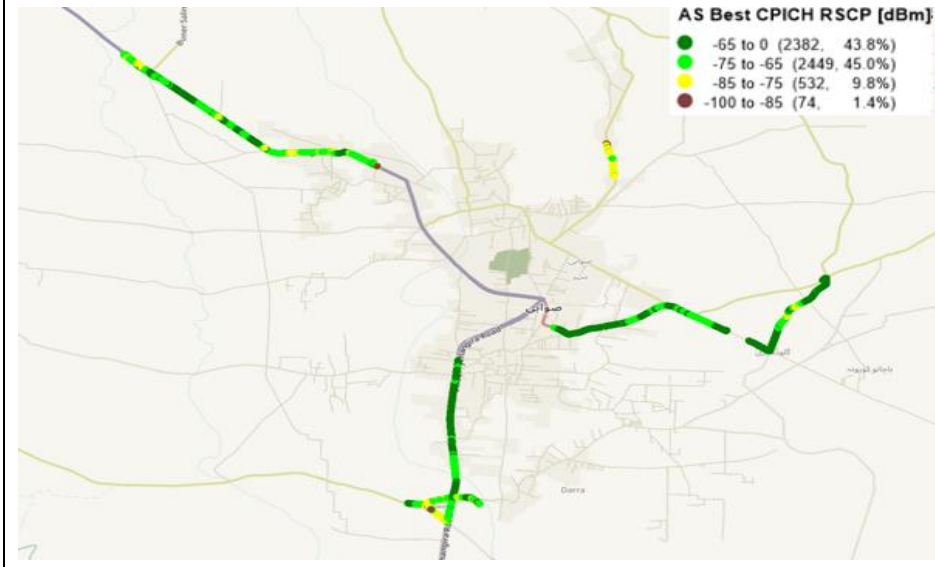 AS Best CPICH RSCP [dBm]
-65 to 0 (2382, 43.8%)
-75 to -65 (2449, 45.0%)
-85 to -75 (532, 9.8%)
-100 to -85 (74, 1.4%)
صوابی
Darra